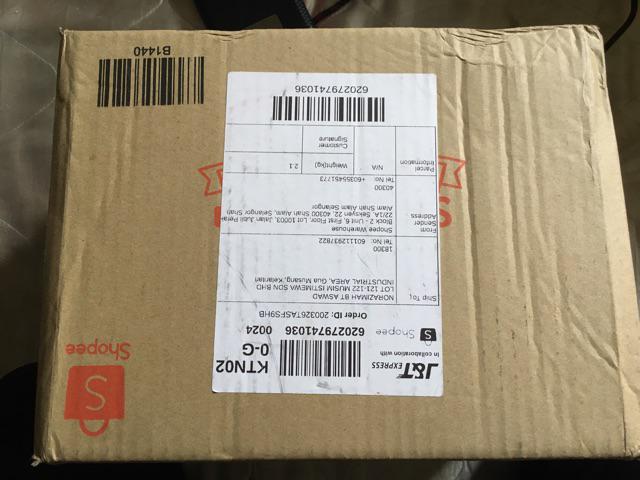 J&T EXPRESS
In collaboration with
Shopee
KTN02
0-G
620279741036 0024
Order ID: 200326TASFS9HB
Ship To:
NORAZIMAH BT ASWAD
LOT 121-122 MUSIM ISTIMEWA SDN BHD
INDUSTRIAL AREA, Gua Musang, Kelantan
18300
Tel No: 601112937822
From
Sender
Address
Shopee Warehouse
Block 2 - Unit 6, First Floor, Lot 10003, Jalan Jubli Perak
22/1A, Seksyen 22, 40300 Shah Alam, Selangor Shah
Alam Shah Alam Selangor
40300
Tel No: +60355451773
Parcel
Information
N/A
Weight(kg)
2.1
Customer
Signature
620279741036
Shopee
B1440